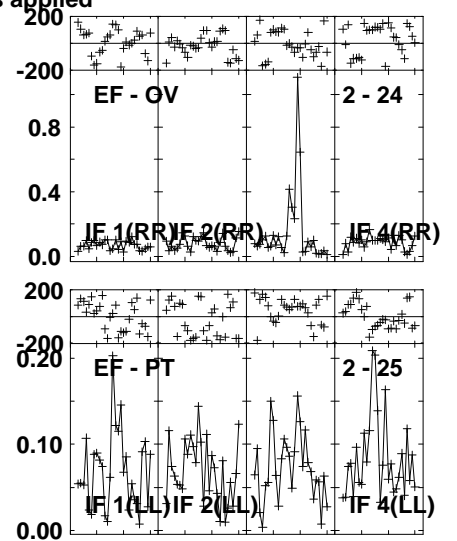 s applied
200
-200
EF - OV 2 - 24
0.8
0.4
IF 1(RR) IF 2(RR) IF 4(RR)
0.0
200
-200
0.20
EF - PT 2 - 25
0.10
IF 1(LL) IF 2(LL) IF 4(LL)
0.00